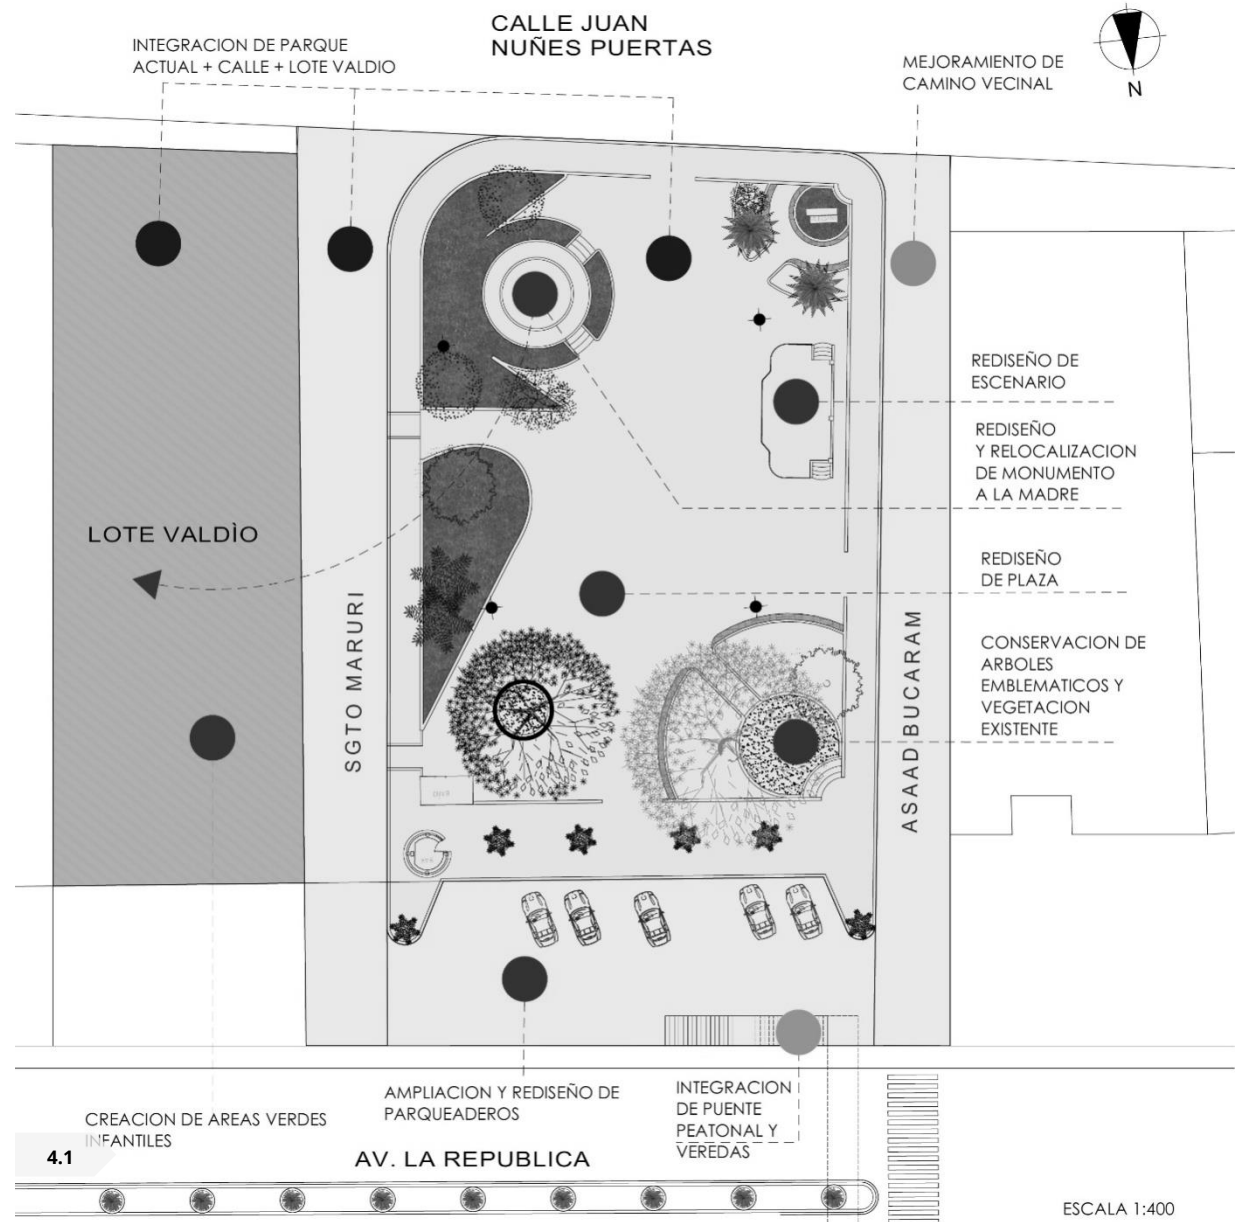 CALLE JUAN
NUÑES PUERTAS
INTEGRACION DE PARQUE
ACTUAL + CALLE + LOTE VALDIO
MEJORAMIENTO DE
CAMINO VECINAL
N
REDISEÑO DE
ESCENARIO
REDISEÑO
Y RELOCALIZACION
DE MONUMENTO
A LA MADRE
LOTE VALDÌO
REDISEÑO
DE PLAZA
SGTO MARURI
ASAAD BUCARAM
CONSERVACION DE
ARBOLES
EMBLEMATICOS Y
VEGETACION
EXISTENTE
CREACION DE AREAS VERDES
INFANTILES
AMPLIACION Y REDISEÑO DE
PARQUEADEROS
INTEGRACION
DE PUENTE
PEATONAL Y
VEREDAS
4.1
AV. LA REPUBLICA
ESCALA 1:400